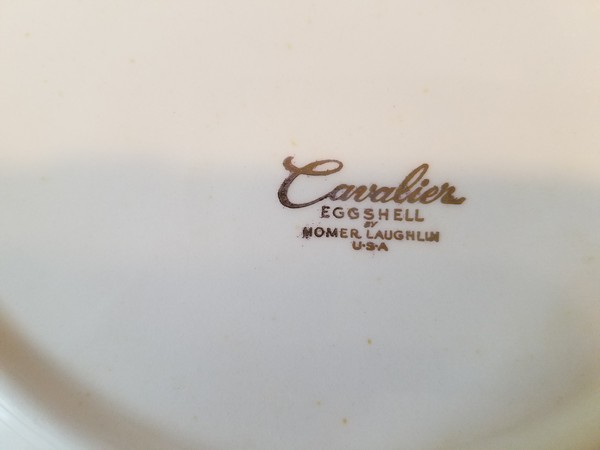 Cavalier
EGGSHELL
BY
HOMER LAUGHLIN
U·S·A